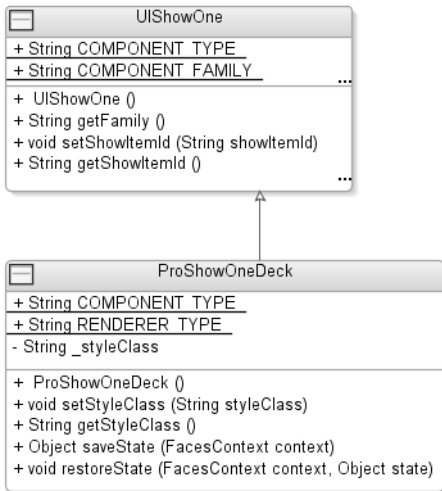 UIShowOne
+ String COMPONENT_TYPE
+ String COMPONENT_FAMILY
...
+ UIShowOne ()
+ String getFamily ()
+ void setShowItemId (String showItemId)
+ String getShowItemId ()
...
ProShowOneDeck
+ String COMPONENT_TYPE
+ String RENDERER_TYPE
- String _styleClass
+ ProShowOneDeck ()
+ void setStyleClass (String styleClass)
+ String getStyleClass ()
+ Object saveState (FacesContext context)
+ void restoreState (FacesContext context, Object state)